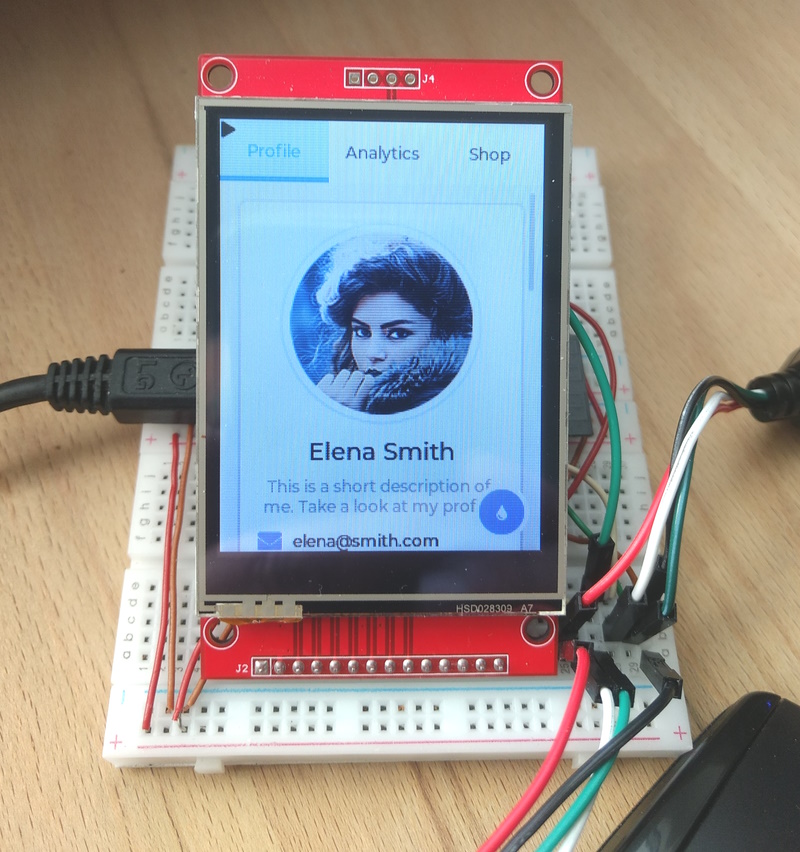 J4
Profile Analytics Shop
Elena Smith
This is a short description of
me. Take a look at my prof
elena@smith.com
HSD028309 A7
J2